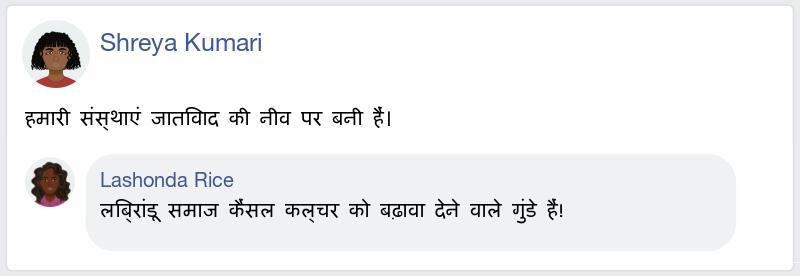 Shreya Kumari
हमारी संस्थाएं जातिवाद की नीव पर बनी हैं।
Lashonda Rice
लिब्रांडू समाज कैंसल कल्चर को बढ़ावा देने वाले गुंडे हैं!